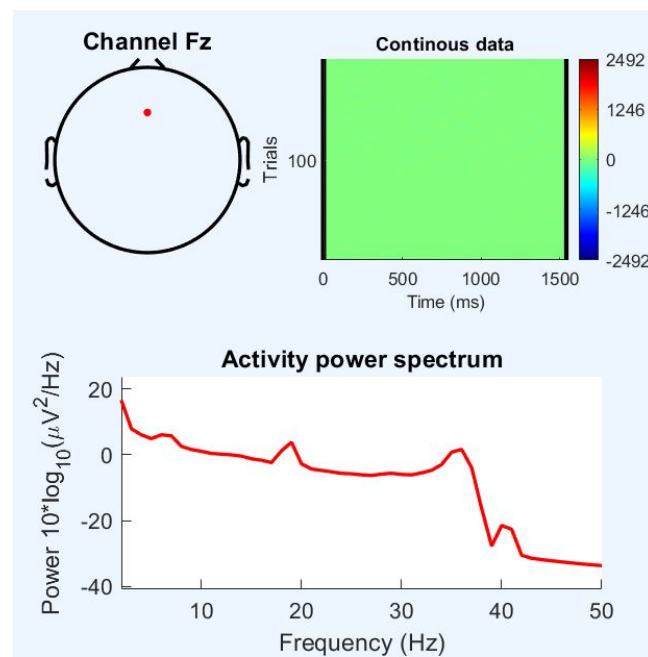 Channel Fz
Continous data
Trials
100
0
500
1000
1500
Time (ms)
2492
1246
0
-1246
-2492
Activity power spectrum
Power 10*log10(μV2/Hz)
20
0
-20
-40
10
20
30
40
50
Frequency (Hz)